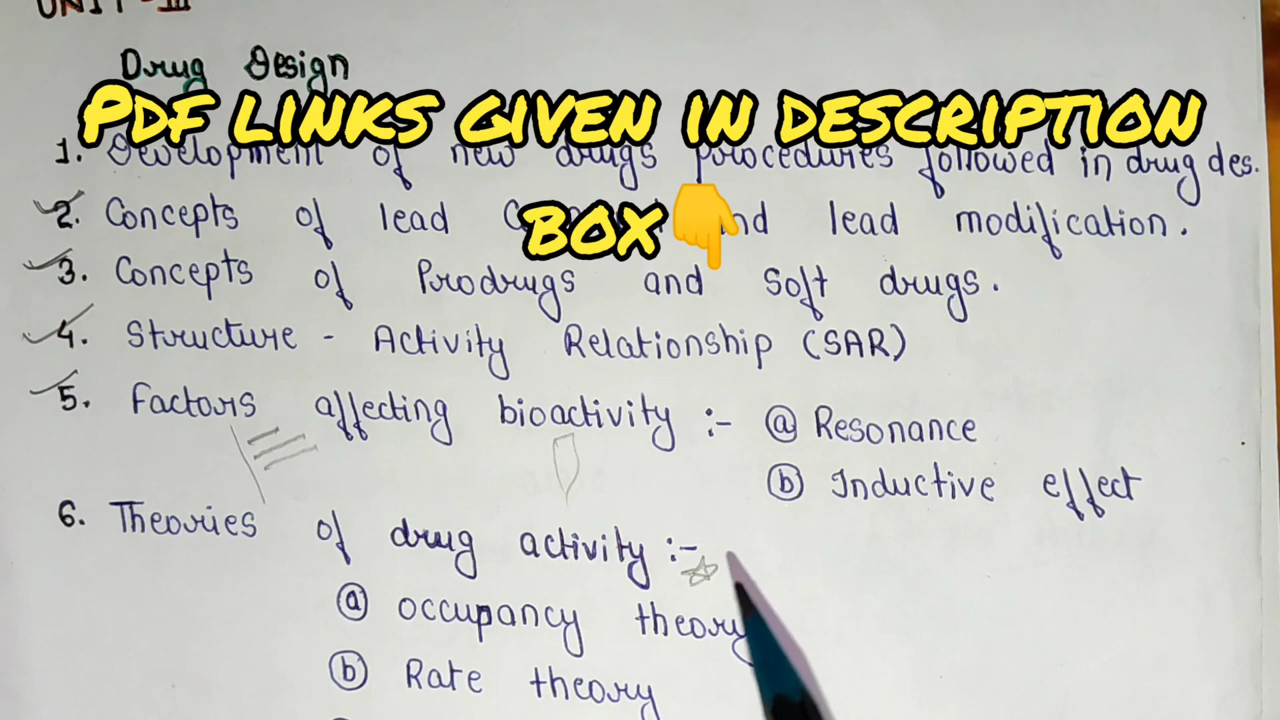 UNIT - III
Drug Design
PDF LINKS GIVEN IN DESCRIPTION
1. Development of new drugs procedures followed in drug des.
2. Concepts of lead and lead modification.
BOX👇
3. Concepts of Prodrugs and Soft drugs.
4. Structure - Activity Relationship (SAR)
5. Factors affecting bioactivity :- ⓐ Resonance
ⓑ Inductive effect
6. Theories of drug activity :-
ⓐ occupancy theory
ⓑ Rate theory